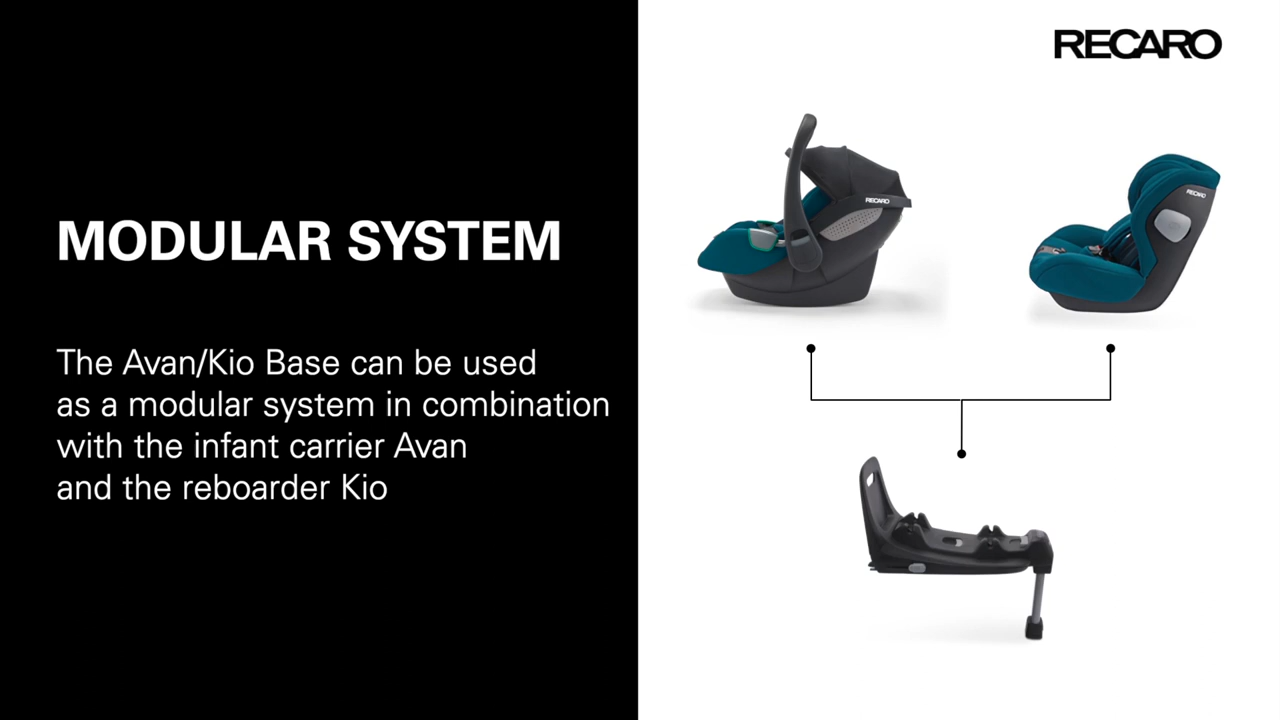 MODULAR SYSTEM
The Avan/Kio Base can be used
as a modular system in combination
with the infant carrier Avan
and the reboarder Kio
RECARO
RECARO
RECARO